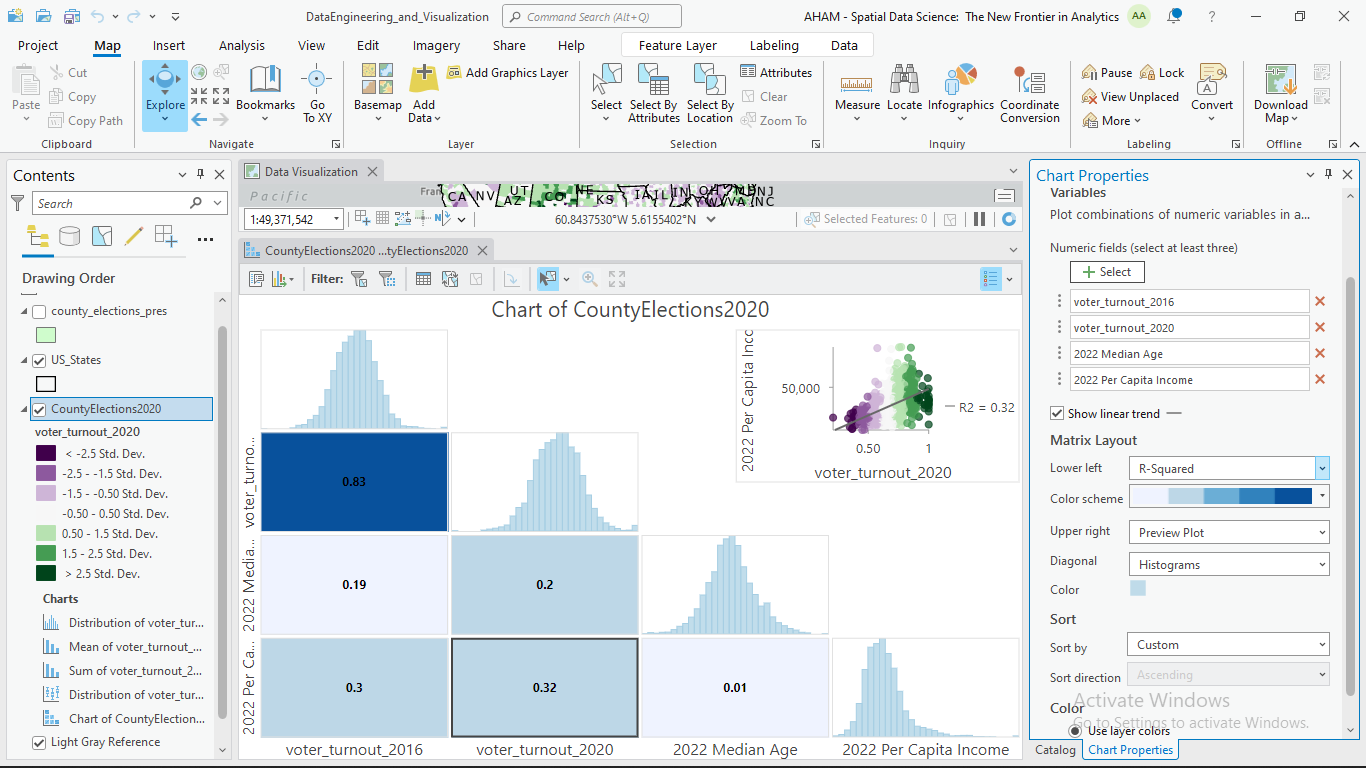 DataEngineering_and_Visualization
Command Search (Alt+Q)
AHAM - Spatial Data Science: The New Frontier in Analytics
AA
?
Project
Map
Insert
Analysis
View
Edit
Imagery
Share
Help
Feature Layer
Labeling
Data
Paste
Cut
Copy
Copy Path
Clipboard
Explore
Bookmarks
Go
To XY
Navigate
Basemap
Add
Data
Add Graphics Layer
Layer
Select
Select By
Attributes
Select By
Location
Attributes
Clear
Zoom To
Selection
Measure
Locate
Infographics
Coordinate
Conversion
Inquiry
Pause
Lock
View Unplaced
More
Convert
Labeling
Download
Map
Offline
Contents
Search
Drawing Order
county_elections_pres
US_States
CountyElections2020
voter_turnout_2020
< -2.5 Std. Dev.
-2.5 - -1.5 Std. Dev.
-1.5 - -0.50 Std. Dev.
-0.50 - 0.50 Std. Dev.
0.50 - 1.5 Std. Dev.
1.5 - 2.5 Std. Dev.
> 2.5 Std. Dev.
Charts
Distribution of voter_tur...
Mean of voter_turnout_...
Sum of voter_turnout_2...
Distribution of voter_tur...
Chart of CountyElection...
Light Gray Reference
Data Visualization
Pacific
Fran
CA
NV
UT
AZ
CO
NE
KS
IA
IL
IN
NJ
NC
1:49,371,542
60.8437530°W 5.6155402°N
Selected Features: 0
CountyElections2020 ...tyElections2020
Filter:
Chart of CountyElections2020
2022 Per Capita Inco
50,000
0.50
1
R2 = 0.32
voter_turnout_2020
voter_turno...
0.83
2022 Media...
0.19
0.2
2022 Per Ca...
0.3
0.32
0.01
voter_turnout_2016
voter_turnout_2020
2022 Median Age
2022 Per Capita Income
Chart Properties
Variables
Plot combinations of numeric variables in a...
Numeric fields (select at least three)
Select
voter_turnout_2016
voter_turnout_2020
2022 Median Age
2022 Per Capita Income
Show linear trend
Matrix Layout
Lower left
R-Squared
Color scheme
Upper right
Preview Plot
Diagonal
Histograms
Color
Sort
Sort by
Custom
Sort direction
Ascending
Activate Windows
Color
Go to Settings to activate Windows.
Use layer colors
Catalog
Chart Properties